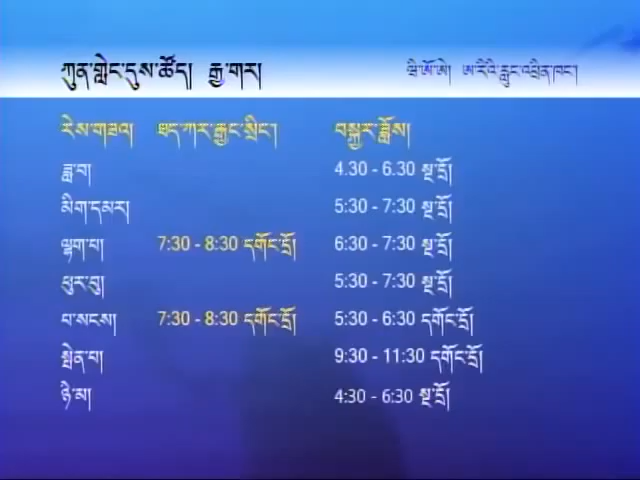 ཀུན་གླེང་དུས་ཚོད། རྒྱ་གར། ཝི་ཨོ་ཨེ། ཨ་རིའི་རླུང་འཕྲིན་ཁང་།
རེས་གཟའ། ཐད་ཀར་རྒྱང་སྲིང་། བསྐྱར་ཟློས།
ཟླ་བ། 4.30 - 6.30 སྔ་དྲོ།
མིག་དམར། 5:30 - 7:30 སྔ་དྲོ།
ལྷག་པ། 7:30 - 8:30 དགོང་དྲོ། 6:30 - 7:30 སྔ་དྲོ།
ཕུར་བུ། 5:30 - 7:30 སྔ་དྲོ།
པ་སངས། 7:30 - 8:30 དགོང་དྲོ། 5:30 - 6:30 དགོང་དྲོ།
སྤེན་པ། 9:30 - 11:30 དགོང་དྲོ།
ཉི་མ། 4:30 - 6:30 སྔ་དྲོ།